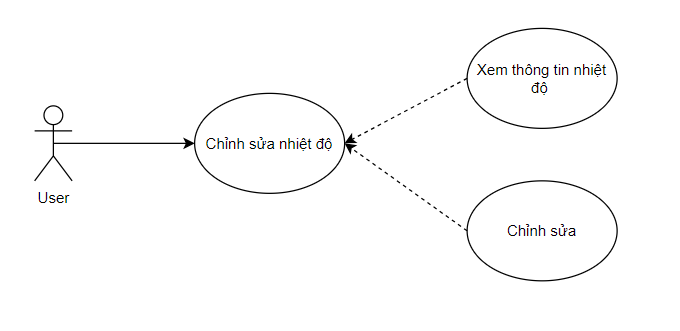 Xem thông tin nhiệt
độ
Chỉnh sửa nhiệt độ
User
Chỉnh sửa